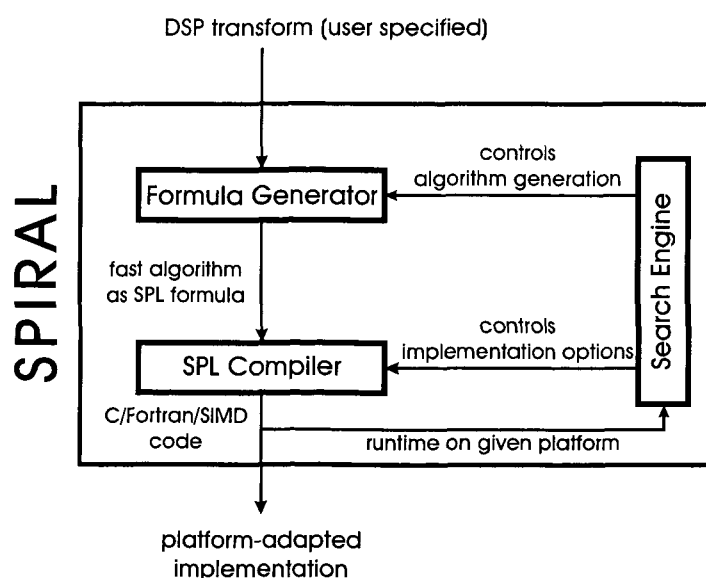 DSP transform (user specified)
SPIRAL
controls
algorithm generation
Formula Generator
Search Engine
fast algorithm
as SPL formula
controls
implementation options
SPL Compiler
C/Fortran/SIMD
code
runtime on given platform
platform-adapted
implementation